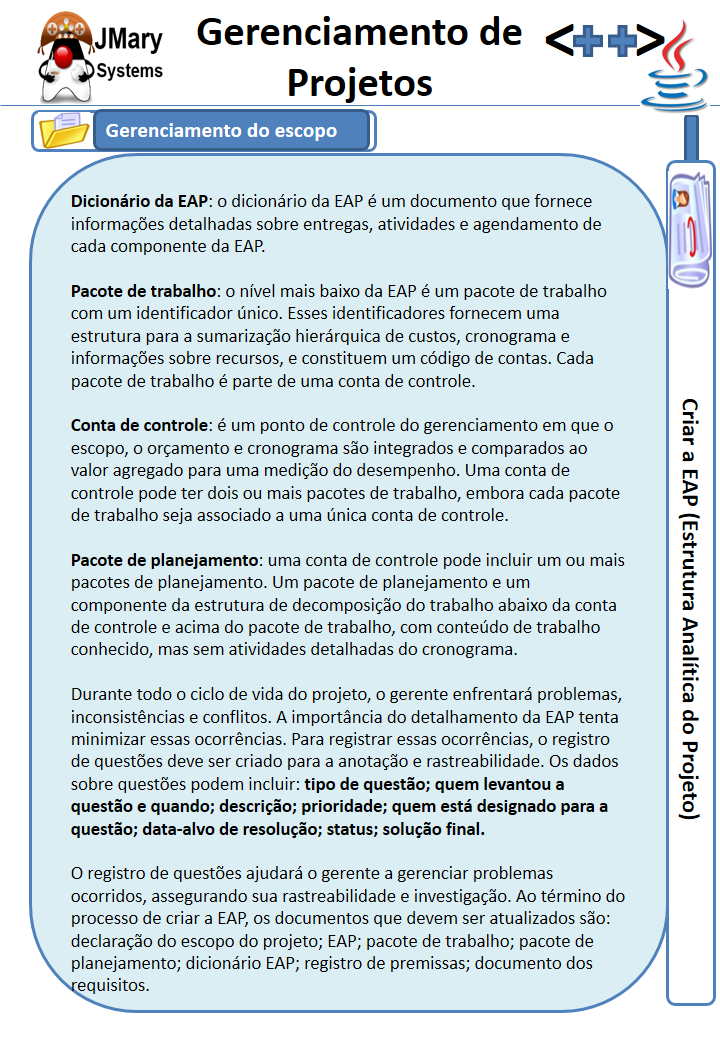 JMary
Systems
Gerenciamento de
Projetos
<++>
Gerenciamento do escopo
Dicionário da EAP: o dicionário da EAP é um documento que fornece
informações detalhadas sobre entregas, atividades e agendamento de
cada componente da EAP.
Pacote de trabalho: o nível mais baixo da EAP é um pacote de trabalho
com um identificador único. Esses identificadores fornecem uma
estrutura para a sumarização hierárquica de custos, cronograma e
informações sobre recursos, e constituem um código de contas. Cada
pacote de trabalho é parte de uma conta de controle.
Conta de controle: é um ponto de controle do gerenciamento em que o
escopo, o orçamento e cronograma são integrados e comparados ao
valor agregado para uma medição do desempenho. Uma conta de
controle pode ter dois ou mais pacotes de trabalho, embora cada pacote
de trabalho seja associado a uma única conta de controle.
Pacote de planejamento: uma conta de controle pode incluir um ou mais
pacotes de planejamento. Um pacote de planejamento e um
componente da estrutura de decomposição do trabalho abaixo da conta
de controle e acima do pacote de trabalho, com conteúdo de trabalho
conhecido, mas sem atividades detalhadas do cronograma.
Durante todo o ciclo de vida do projeto, o gerente enfrentará problemas,
inconsistências e conflitos. A importância do detalhamento da EAP tenta
minimizar essas ocorrências. Para registrar essas ocorrências, o registro
de questões deve ser criado para a anotação e rastreabilidade. Os dados
sobre questões podem incluir: tipo de questão; quem levantou a
questão e quando; descrição; prioridade; quem está designado para a
questão; data-alvo de resolução; status; solução final.
O registro de questões ajudará o gerente a gerenciar problemas
ocorridos, assegurando sua rastreabilidade e investigação. Ao término do
processo de criar a EAP, os documentos que devem ser atualizados são:
declaração do escopo do projeto; EAP; pacote de trabalho; pacote de
planejamento; dicionário EAP; registro de premissas; documento dos
requisitos.
Criar a EAP (Estrutura Analítica do Projeto)